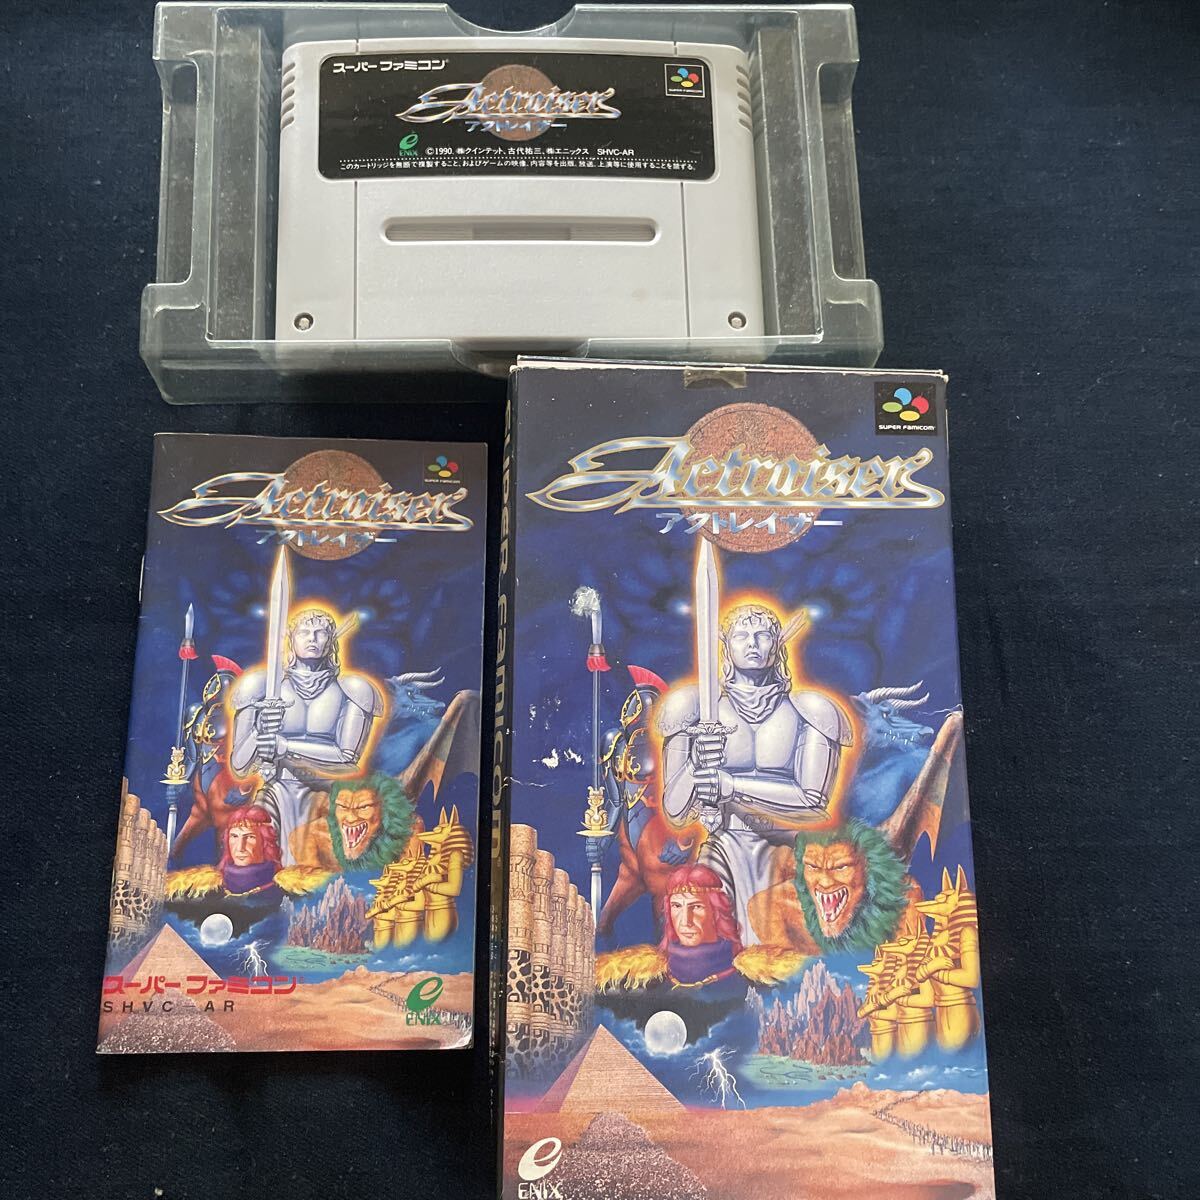 スーパーファミコン
Actraiser
アクトレイザー
SUPER FAMICOM
ENIX
©1990. ㈱クインテット、古代祐三、㈱エニックス SHVC-AR
このカートリッジを無断で複製すること、およびゲームの映像、内容等を出版、放送、上演等に使用することを禁ずる。
Actraiser
アクトレイザー
SUPER FAMICOM
スーパーファミコン
SHVC-AR
ENIX
SUPER FAMICOM
Actraiser
アクトレイザー
SUPER FAMICOM
ENIX